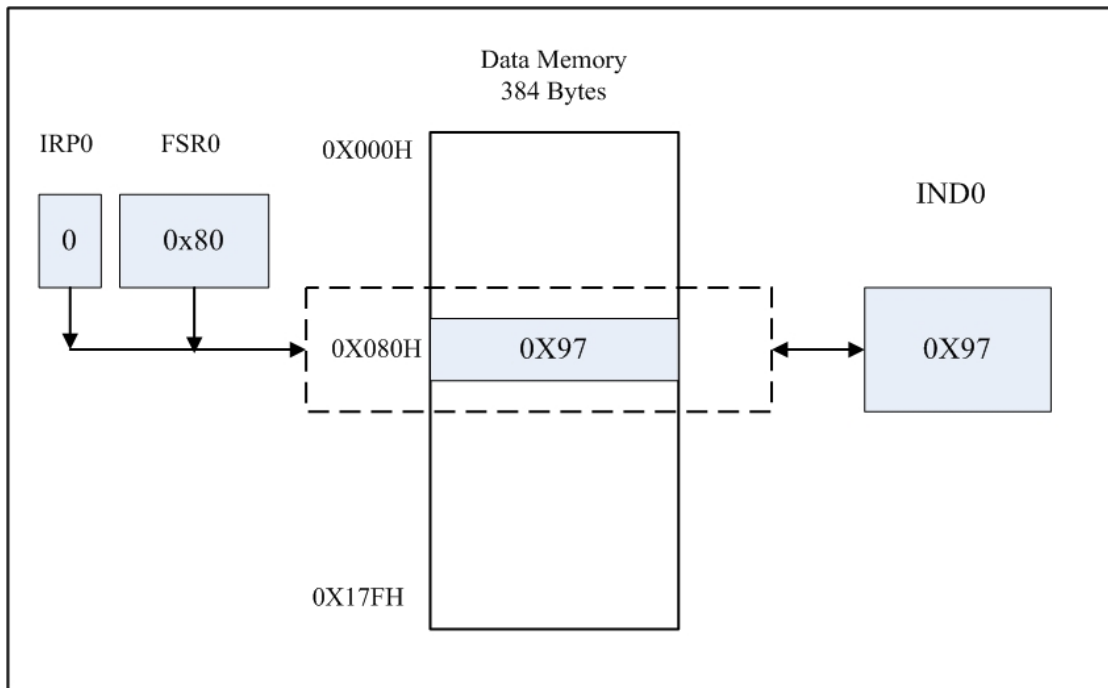 Data Memory
384 Bytes
IRP0
FSR0
0X000H
IND0
0
0x80
0X080H
0X97
0X97
0X17FH